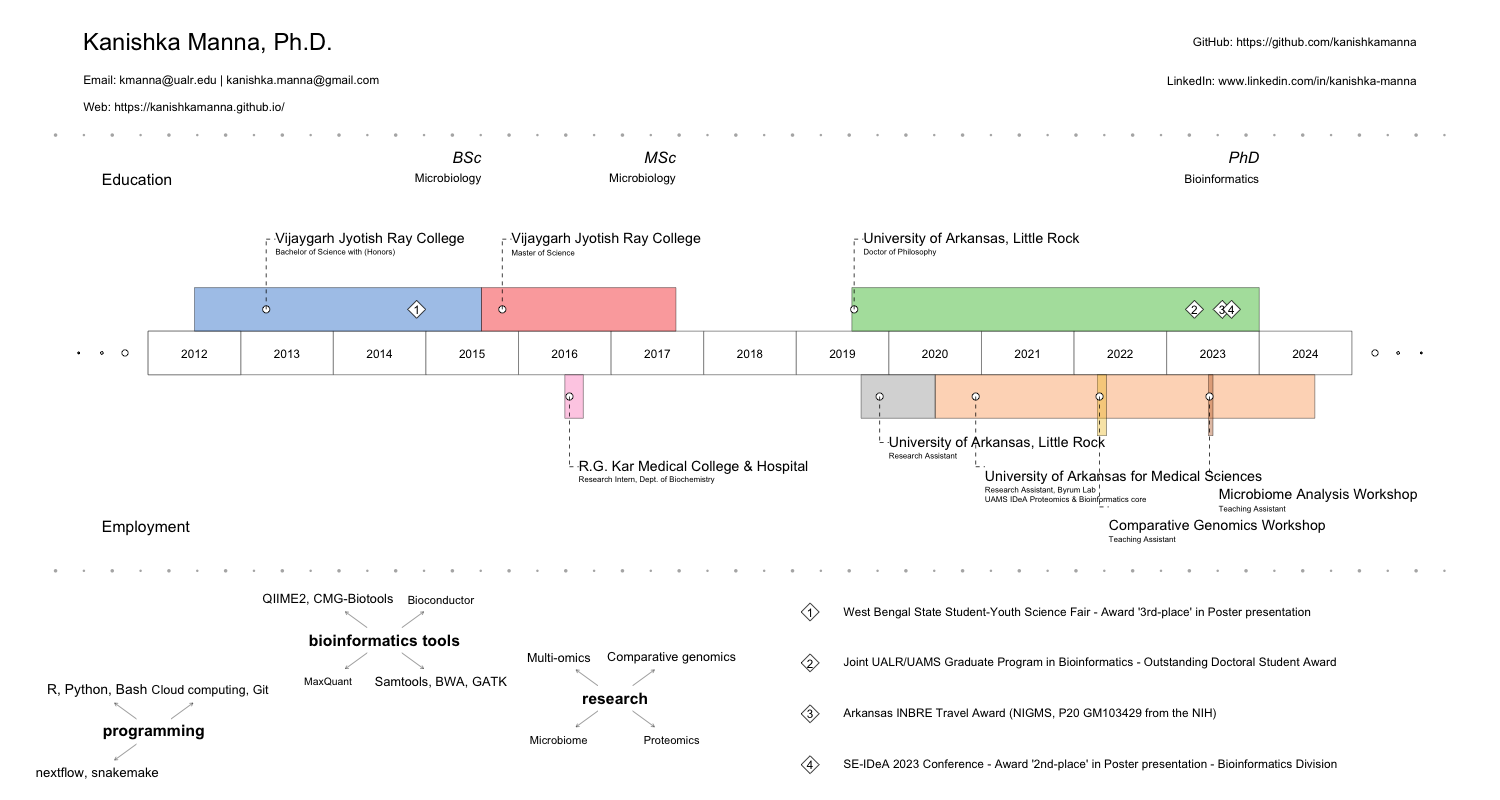 Kanishka Manna, Ph.D.
GitHub: https://github.com/kanishkamanna
Email: kmanna@ualr.edu | kanishka.manna@gmail.com
LinkedIn: www.linkedin.com/in/kanishka-manna
Web: https://kanishkamanna.github.io/
BSc
MSc
PhD
Education
Microbiology
Microbiology
Bioinformatics
Vijaygarh Jyotish Ray College
Bachelor of Science with (Honors)
Vijaygarh Jyotish Ray College
Master of Science
University of Arkansas, Little Rock
Doctor of Philosophy
1
2
3
4
2012
2013
2014
2015
2016
2017
2018
2019
2020
2021
2022
2023
2024
University of Arkansas, Little Rock
Research Assistant
R.G. Kar Medical College & Hospital
Research Intern, Dept. of Biochemistry
University of Arkansas for Medical Sciences
Research Assistant, Byrum Lab
UAMS IDeA Proteomics & Bioinformatics core
Microbiome Analysis Workshop
Teaching Assistant
Comparative Genomics Workshop
Teaching Assistant
Employment
QIIME2, CMG-Biotools
Bioconductor
bioinformatics tools
MaxQuant
Samtools, BWA, GATK
Multi-omics
Comparative genomics
research
Microbiome
Proteomics
R, Python, Bash
Cloud computing, Git
programming
nextflow, snakemake
1 West Bengal State Student-Youth Science Fair - Award '3rd-place' in Poster presentation
2 Joint UALR/UAMS Graduate Program in Bioinformatics - Outstanding Doctoral Student Award
3 Arkansas INBRE Travel Award (NIGMS, P20 GM103429 from the NIH)
4 SE-IDeA 2023 Conference - Award '2nd-place' in Poster presentation - Bioinformatics Division